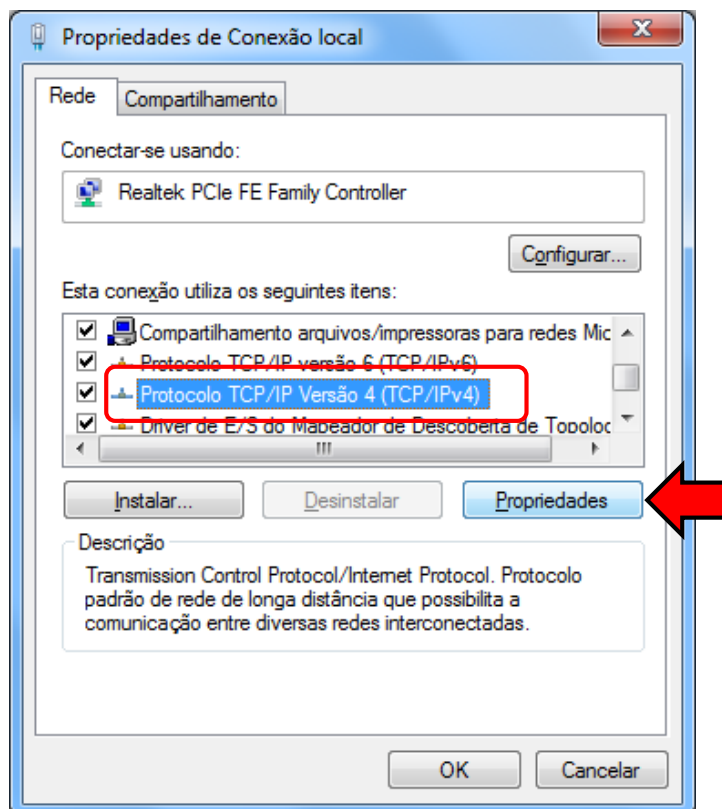 Propriedades de Conexão local
Rede
Compartilhamento
Conectar-se usando:
Realtek PCIe FE Family Controller
Configurar...
Esta conexão utiliza os seguintes itens:
Compartilhamento arquivos/impressoras para redes Mic
Protocolo TCP/IP versão 6 (TCP/IPv6)
Protocolo TCP/IP Versão 4 (TCP/IPv4)
Driver de E/S do Mapeador de Descoberta de Topoloc
Instalar...
Desinstalar
Propriedades
Descrição
Transmission Control Protocol/Internet Protocol. Protocolo
padrão de rede de longa distância que possibilita a
comunicação entre diversas redes interconectadas.
OK
Cancelar